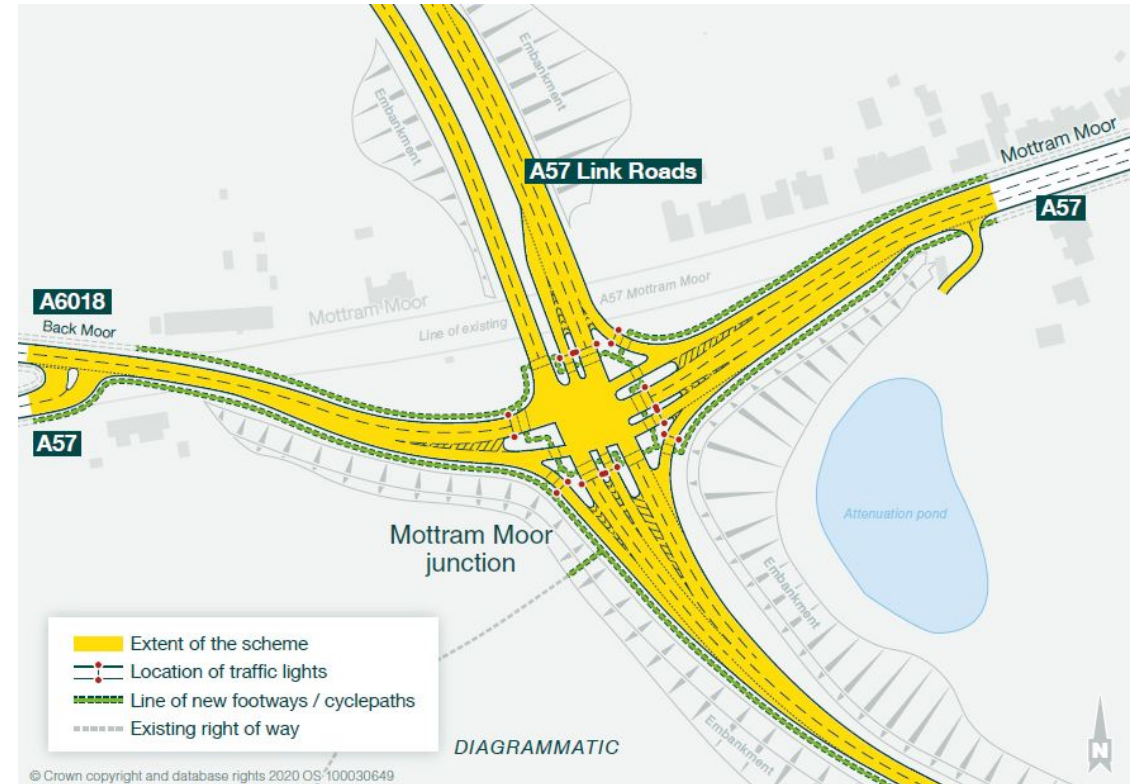 Embankment
Embankment
A57 Link Roads
Mottram Moor
A57
A6018
Back Moor
Mottram Moor
Line of existing
A57 Mottram Moor
A57
Attenuation pond
Mottram Moor
junction
Embankment
Embankment
Extent of the scheme
Location of traffic lights
Line of new footways / cyclepaths
Existing right of way
DIAGRAMMATIC
N
© Crown copyright and database rights 2020 OS 100030649